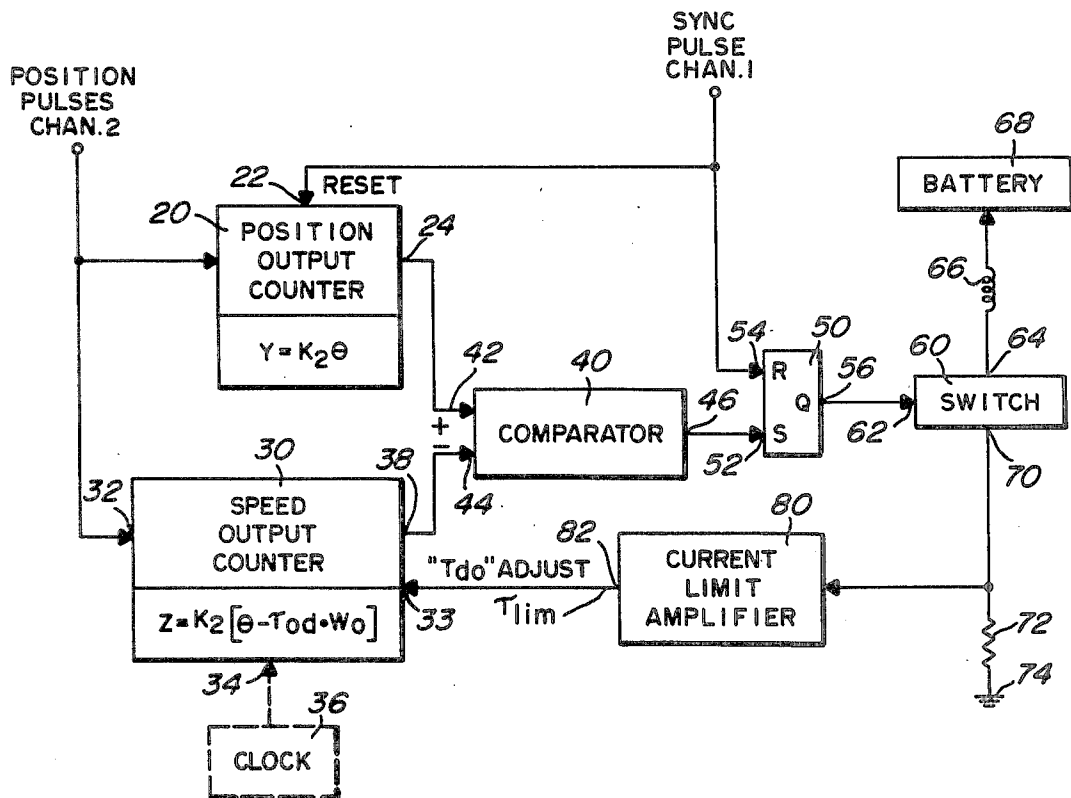 SYNC
PULSE
CHAN.1
POSITION
PULSES
CHAN.2
68
BATTERY
22
RESET
20
24
POSITION
OUTPUT
COUNTER
Y=K₂θ
66
64
54
50
60
R
Q
S
56
SWITCH
62
52
70
42
40
+
−
COMPARATOR
46
44
30
38
32
SPEED
OUTPUT
COUNTER
Z=K₂[θ-τod•Wo]
33
34
36
CLOCK
"Tdo" ADJUST
τlim
82
80
CURRENT
LIMIT
AMPLIFIER
72
74